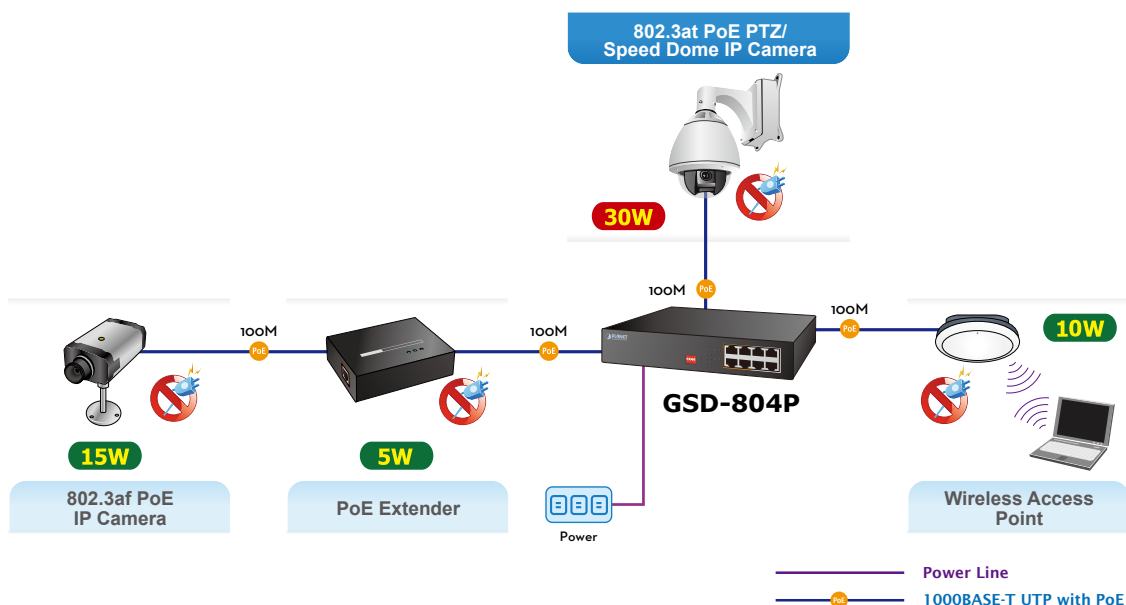 802.3at PoE PTZ/
Speed Dome IP Camera
30W
100M
PoE
100M
PoE
100M
PoE
100M
PoE
10W
PLANET
GSD-804P
15W
5W
802.3af PoE
IP Camera
PoE Extender
Power
Wireless Access
Point
Power Line
PoE
1000BASE-T UTP with PoE